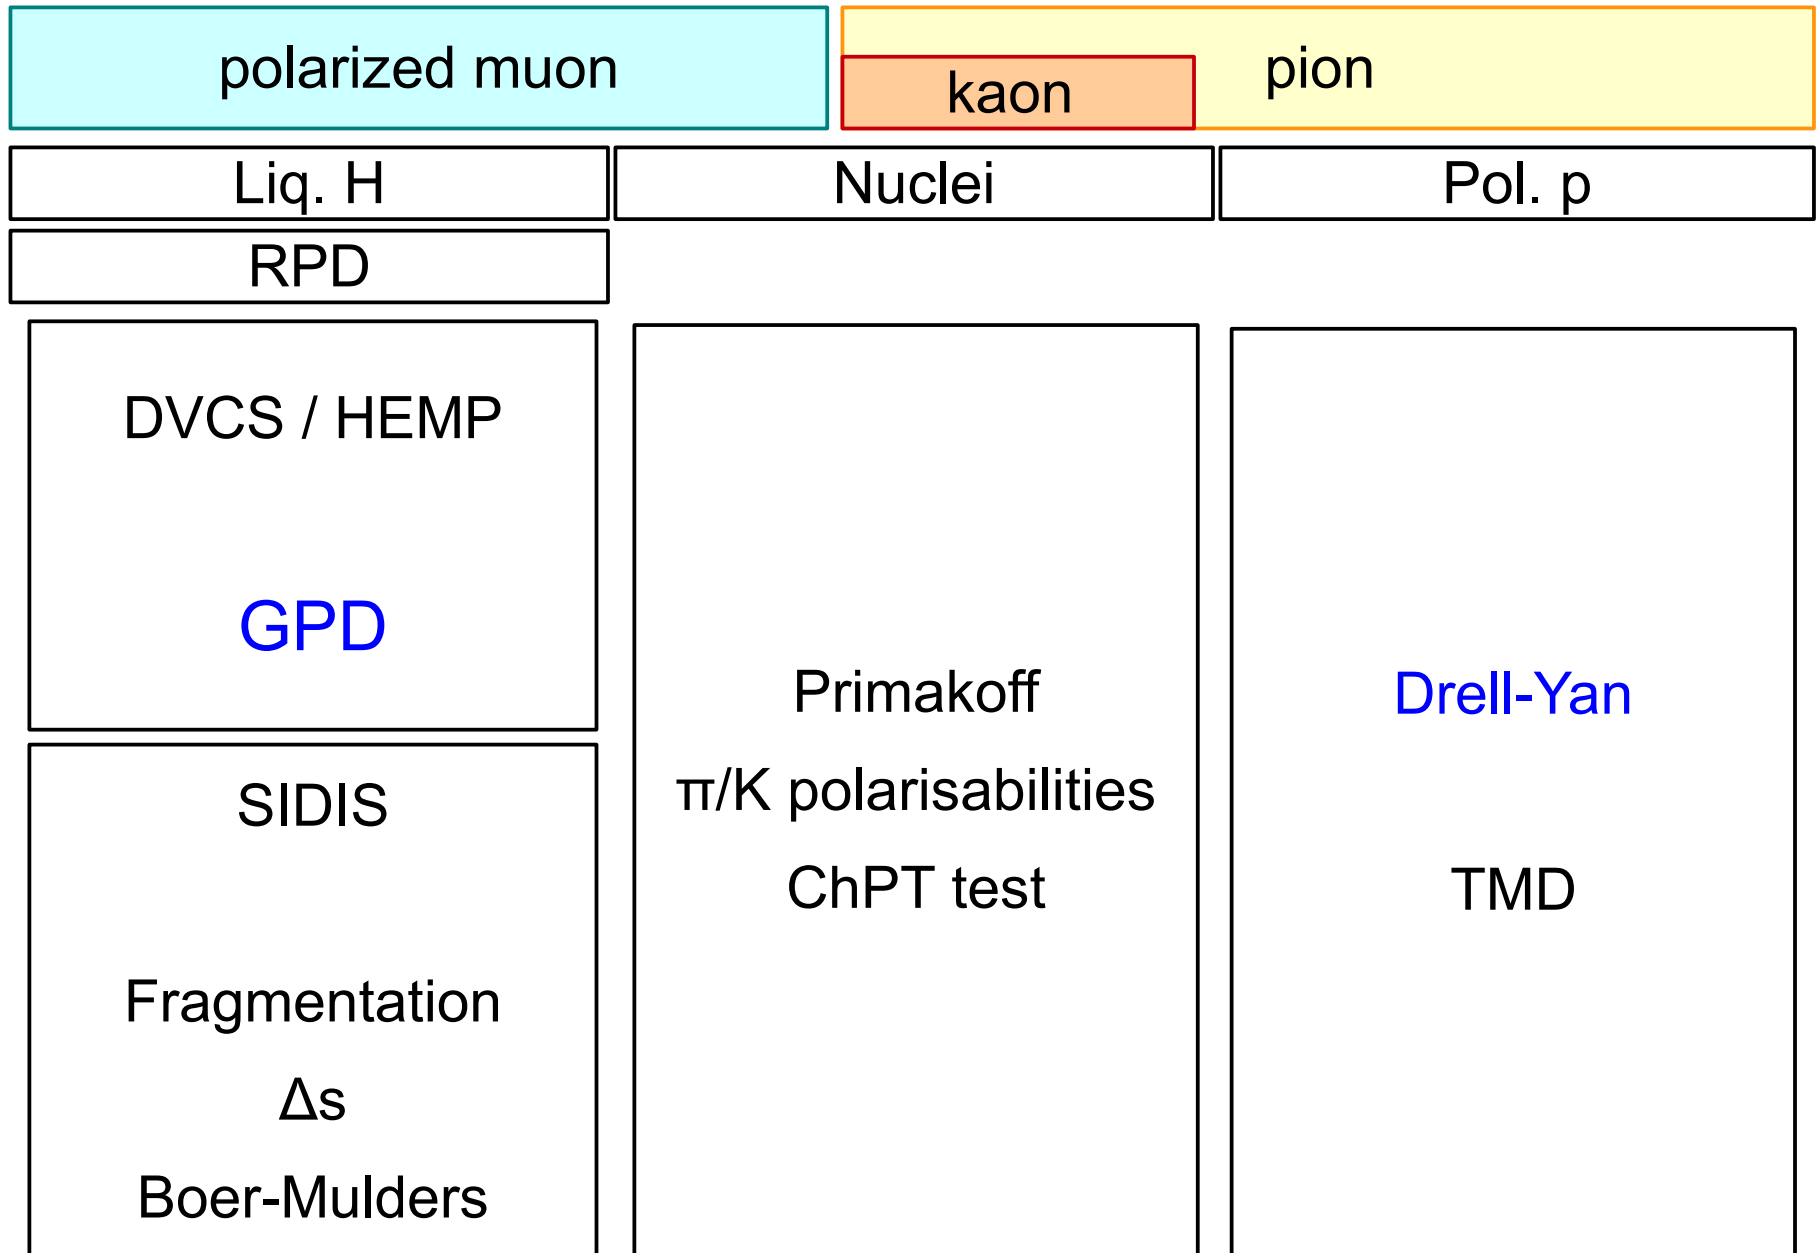 polarized muon
kaon
pion
Liq. H
Nuclei
Pol. p
RPD
DVCS / HEMP
GPD
SIDIS
Fragmentation
Δs
Boer-Mulders
Primakoff
π/K polarisabilities
ChPT test
Drell-Yan
TMD